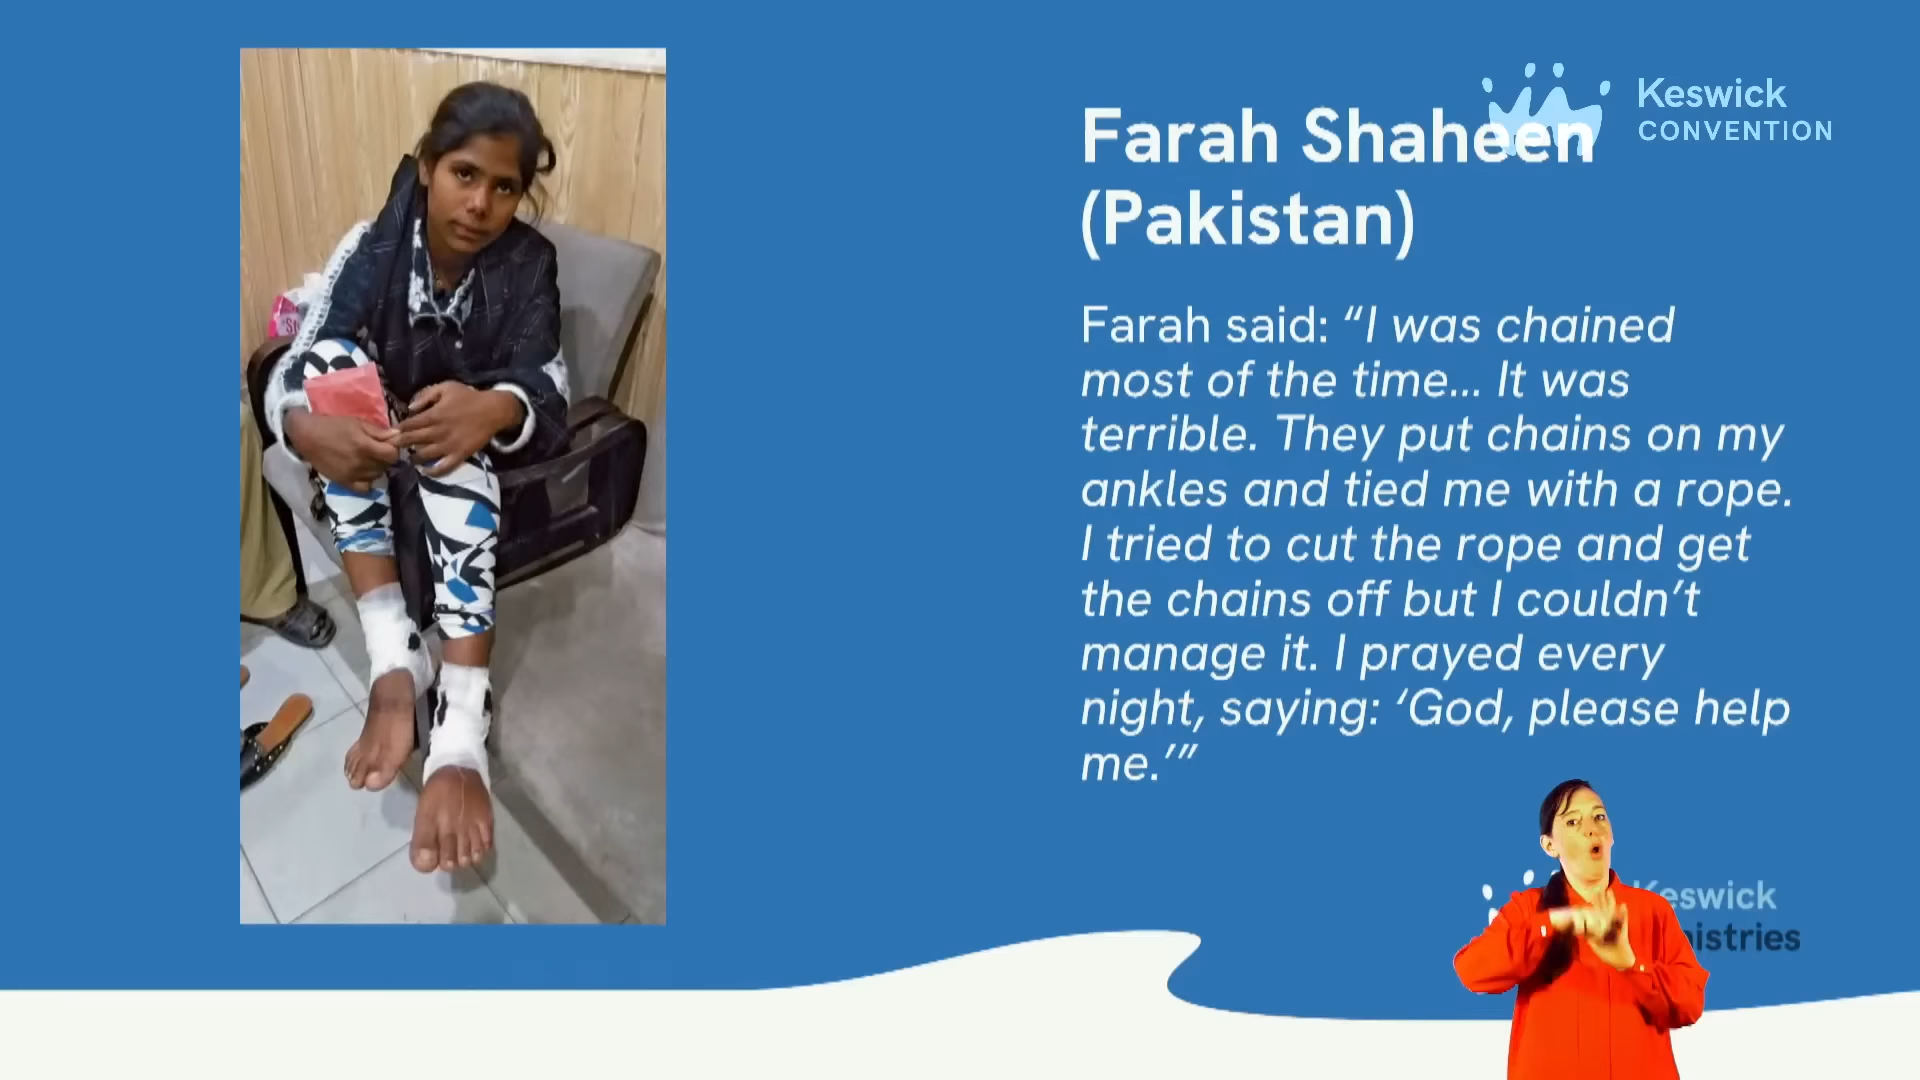 Keswick
CONVENTION
Farah Shaheen
(Pakistan)
Farah said: “I was chained
most of the time... It was
terrible. They put chains on my
ankles and tied me with a rope.
I tried to cut the rope and get
the chains off but I couldn’t
manage it. I prayed every
night, saying: ‘God, please help
me.’”
Keswick